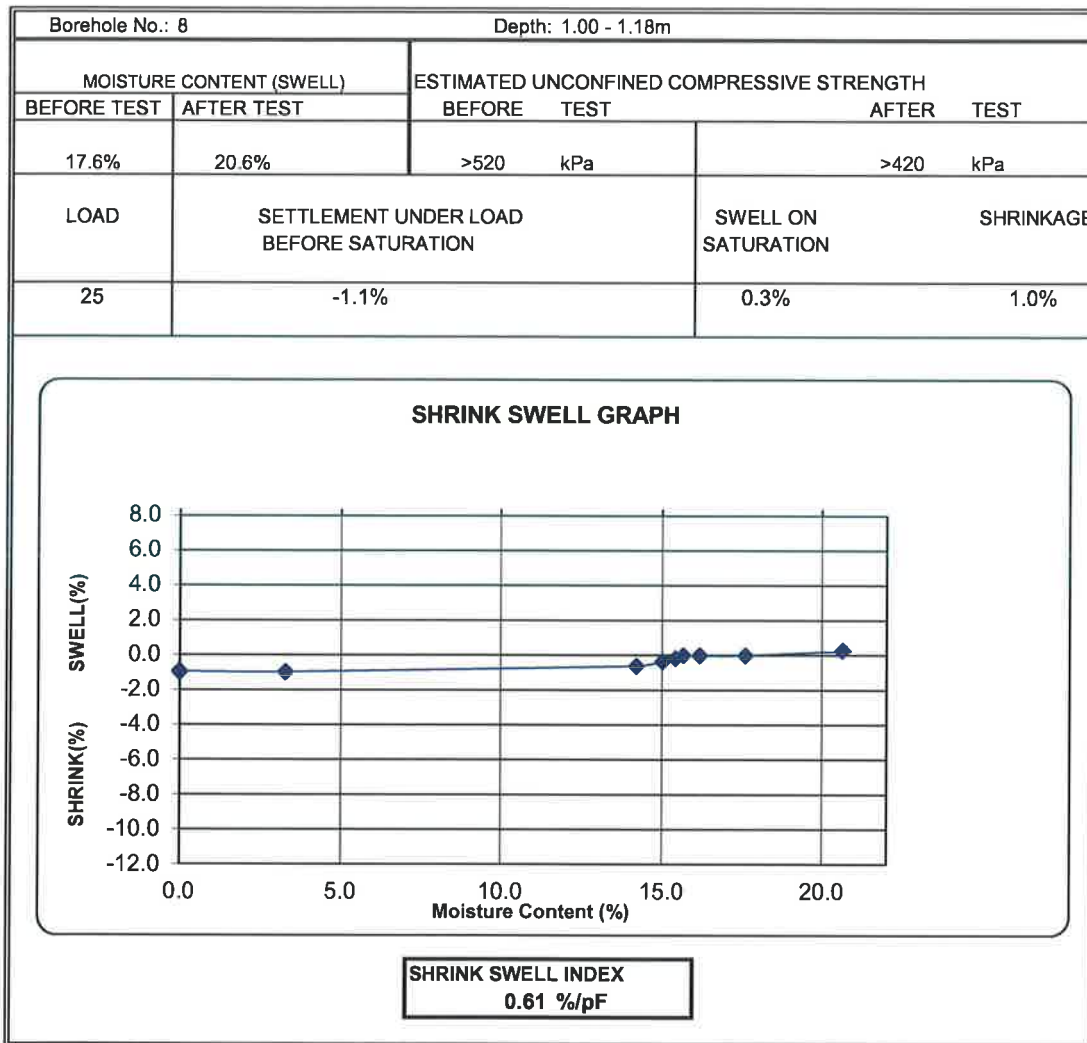 Borehole No.: 8 Depth: 1.00 - 1.18m
MOISTURE CONTENT (SWELL) ESTIMATED UNCONFINED COMPRESSIVE STRENGTH
BEFORE TEST AFTER TEST BEFORE TEST AFTER TEST
17.6% 20.6% >520 kPa >420 kPa
LOAD SETTLEMENT UNDER LOAD SWELL ON SHRINKAGE
BEFORE SATURATION SATURATION
25 -1.1% 0.3% 1.0%
SHRINK SWELL GRAPH
8.0
6.0
4.0
2.0
0.0
-2.0
-4.0
-6.0
-8.0
-10.0
-12.0
SHRINK(%) SWELL(%)
0.0 5.0 10.0 15.0 20.0
Moisture Content (%)
SHRINK SWELL INDEX
0.61 %/pF